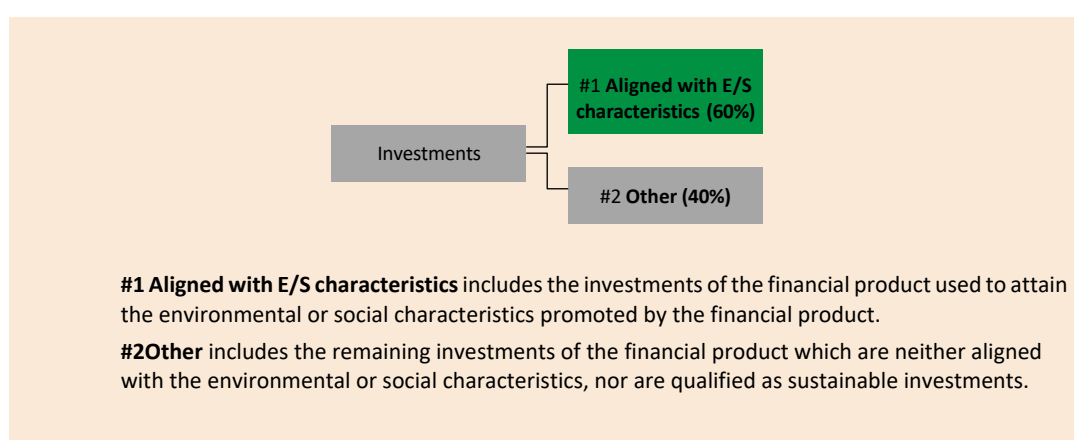 #1 Aligned with E/S
characteristics (60%)
Investments
#2 Other (40%)
#1 Aligned with E/S characteristics includes the investments of the financial product used to attain
the environmental or social characteristics promoted by the financial product.
#2Other includes the remaining investments of the financial product which are neither aligned
with the environmental or social characteristics, nor are qualified as sustainable investments.